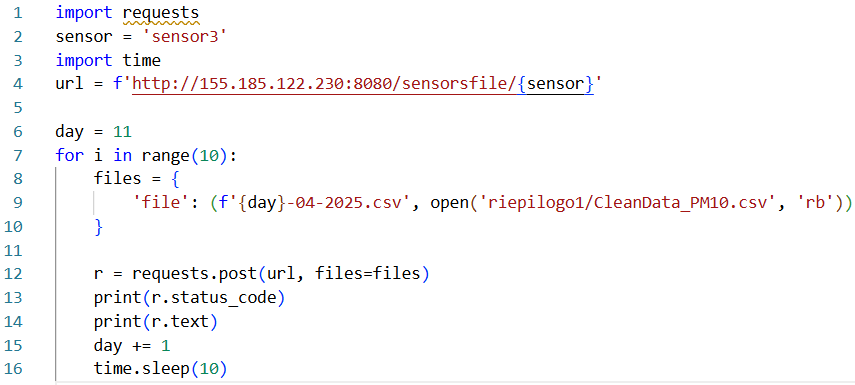 1 import requests
2 sensor = 'sensor3'
3 import time
4 url = f'http://155.185.122.230:8080/sensorsfile/{sensor}'
5
6 day = 11
7 for i in range(10):
8     files = {
9         'file': (f'{day}-04-2025.csv', open('riepilogo1/CleanData_PM10.csv', 'rb'))
10     }
11
12     r = requests.post(url, files=files)
13     print(r.status_code)
14     print(r.text)
15     day += 1
16     time.sleep(10)